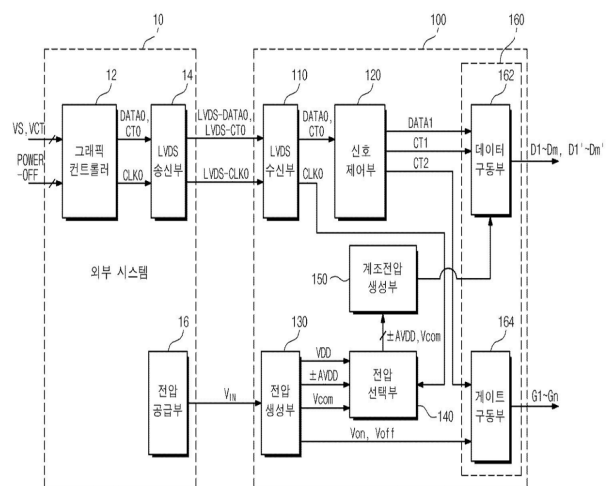 10
100
160
12
14
110
120
162
VS,VCT
POWER
-OFF
그래픽
컨트롤러
DATA0,
CT0
CLK0
LVDS
송신부
LVDS-DATA0,
LVDS-CT0
LVDS-CLK0
LVDS
수신부
DATA0,
CT0
CLK0
신호
제어부
DATA1
CT1
CT2
데이터
구동부
D1~Dm, D1'~Dm'
외부 시스템
150
계조전압
생성부
±AVDD,Vcom
16
전압
공급부
VIN
130
전압
생성부
VDD
±AVDD
Vcom
Von, Voff
전압
선택부
140
164
게이트
구동부
G1~Gn